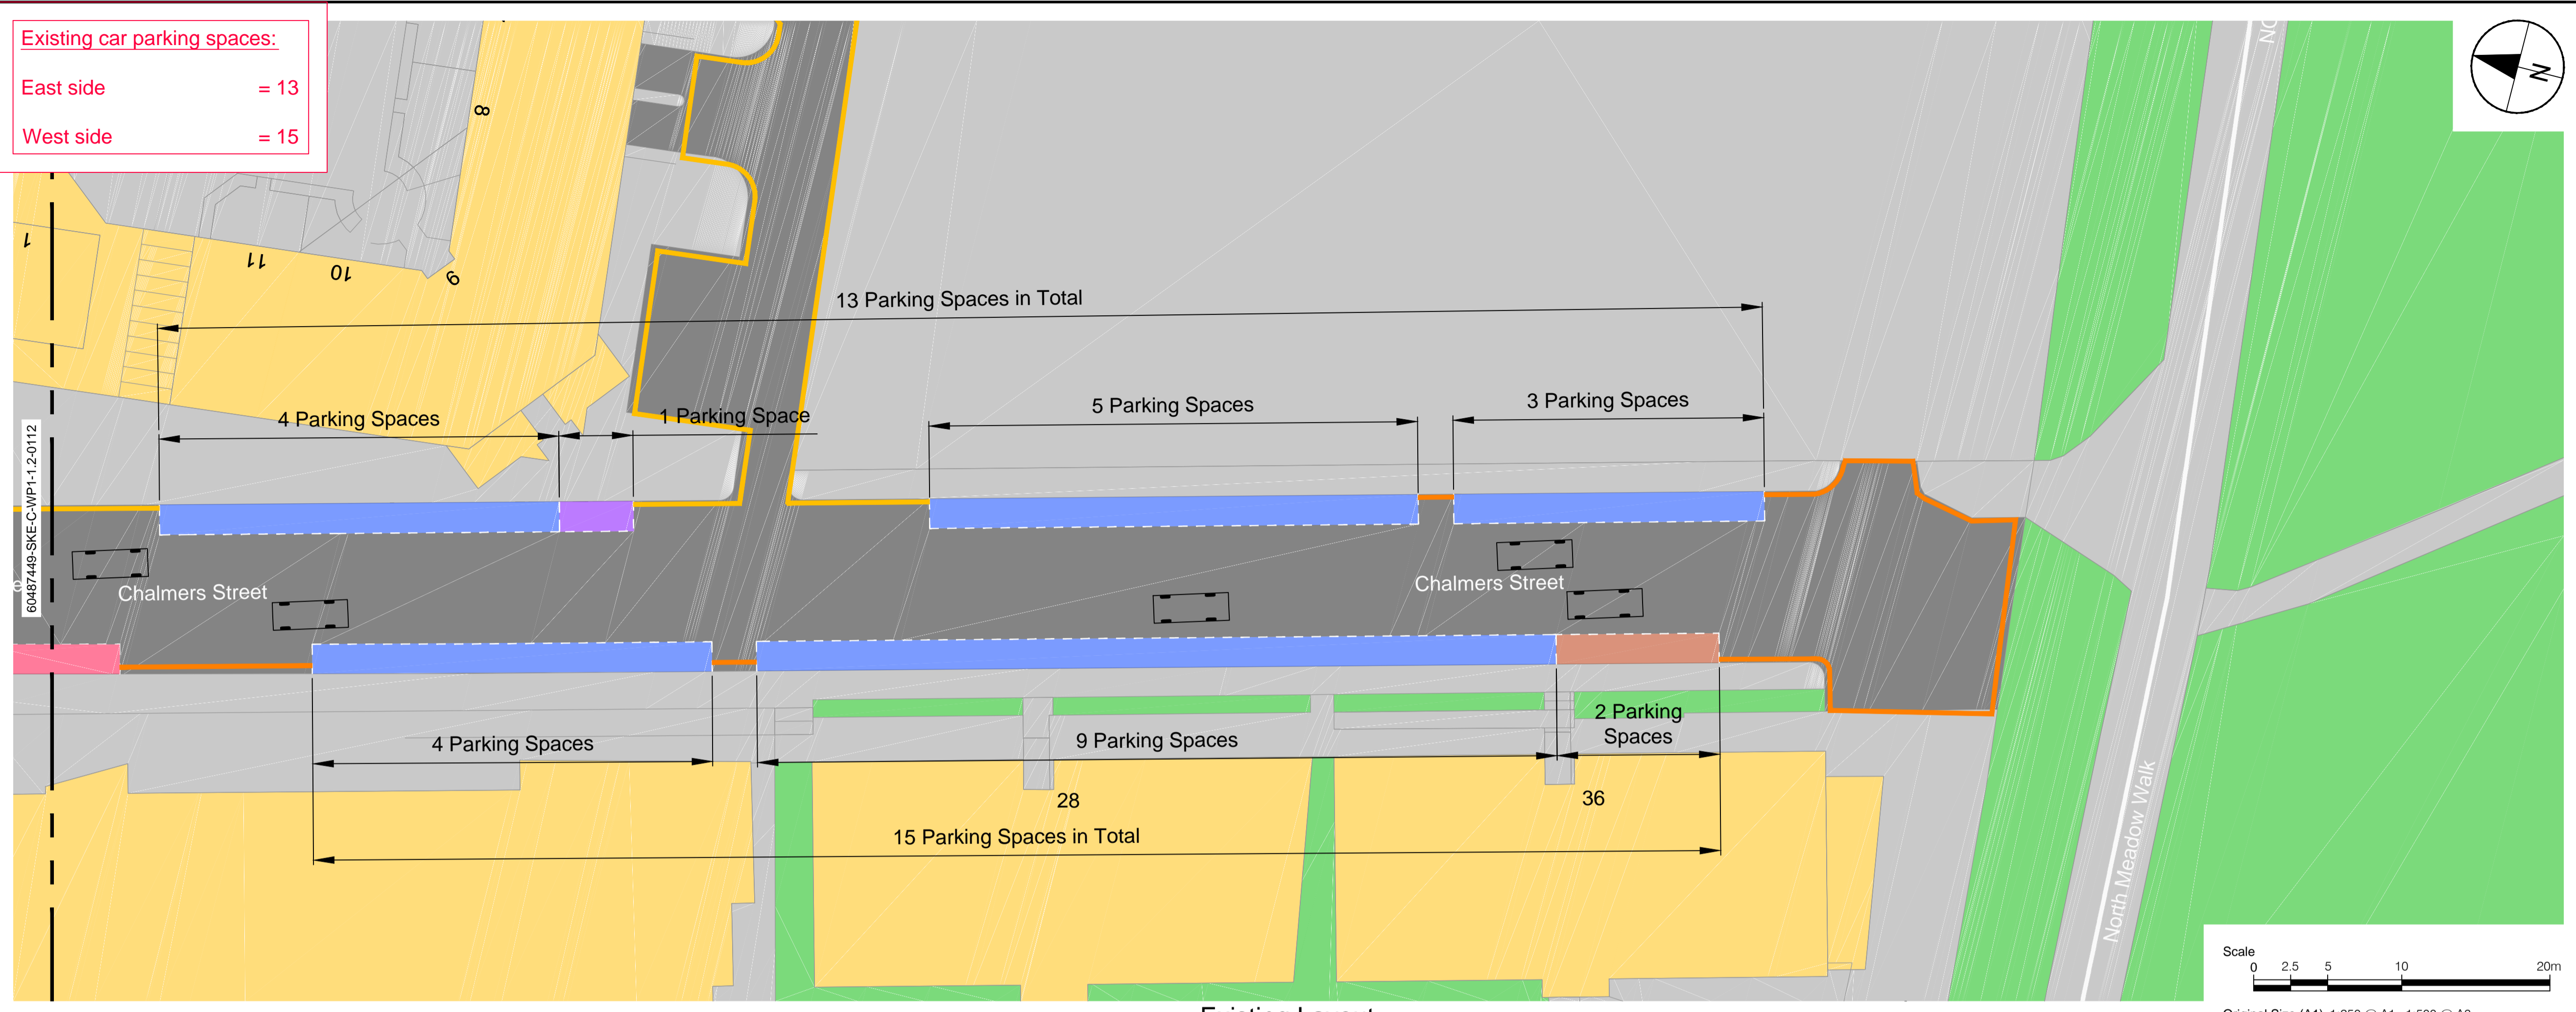 Existing car parking spaces:
East side = 13
West side = 15
N
8
1
11
10
9
13 Parking Spaces in Total
4 Parking Spaces
1 Parking Space
5 Parking Spaces
3 Parking Spaces
60487449-SKE-C-WP1-1.2-0112
Chalmers Street
Chalmers Street
4 Parking Spaces
9 Parking Spaces
2 Parking
Spaces
28
36
15 Parking Spaces in Total
North Meadow Walk
Scale
0 2.5 5 10 20m
Existing Layout